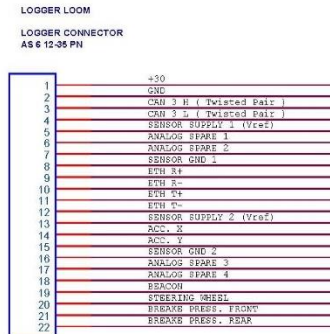 LOGGER LOOM
LOGGER CONNECTOR
AS 6 12-35 PN
1 +30
2 GND
3 CAN 3 H ( Twisted Pair )
4 CAN 3 L ( Twisted Pair )
5 SENSOR SUPPLY 1 (Vref)
6 ANALOG SPARE 1
7 ANALOG SPARE 2
8 SENSOR GND 1
9 ETH R+
10 ETH R-
11 ETH T+
12 ETH T-
13 SENSOR SUPPLY 2 (Vref)
14 ACC. X
15 ACC. Y
16 SENSOR GND 2
17 ANALOG SPARE 3
18 ANALOG SPARE 4
19 BEACON
20 STEERING WHEEL
21 BREAKE PRESS. FRONT
22 BREAKE PRESS. REAR